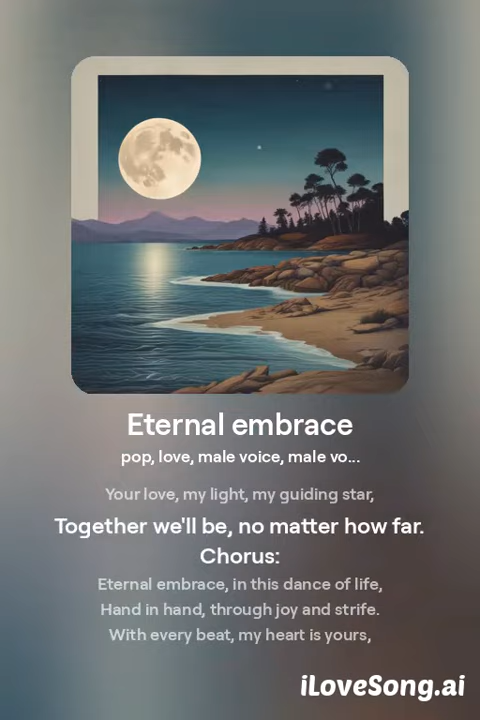 Eternal embrace
pop, love, male voice, male vo...
Your love, my light, my guiding star,
Together we'll be, no matter how far.
Chorus:
Eternal embrace, in this dance of life,
Hand in hand, through joy and strife.
With every beat, my heart is yours,
iLoveSong.ai